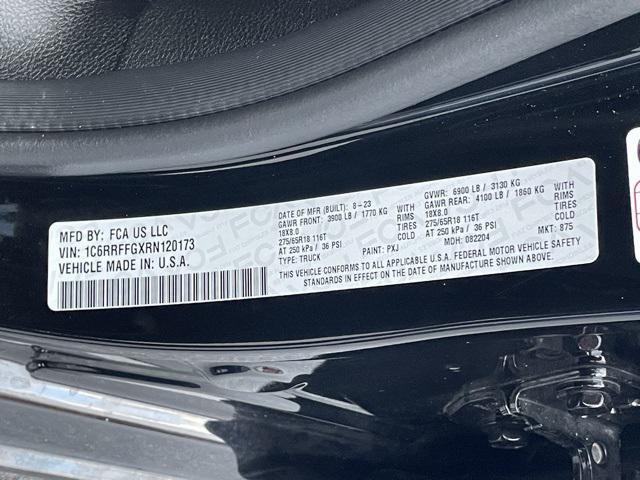 MFD BY: FCA US LLC
VIN: 1C6RRFFGXRN120173
VEHICLE MADE IN: U.S.A.
DATE OF MFR (BUILT): 8-23
GAWR FRONT: 3900 LB / 1770 KG WITH
18X8.0 TIRES
275/65R18 116T RIMS AT
AT 250 kPa / 36 PSI COLD
GVWR: 6900 LB / 3130 KG
GAWR REAR: 4100 LB / 1860 KG WITH
18X8.0 TIRES
275/65R18 116T
AT 250 kPa / 36 PSI COLD
MDH: 082204 MKT: 875
TYPE: TRUCK PAINT: PXJ
THIS VEHICLE CONFORMS TO ALL APPLICABLE U.S.A. FEDERAL MOTOR VEHICLE SAFETY
STANDARDS IN EFFECT ON THE DATE OF MANUFACTURE SHOWN ABOVE.